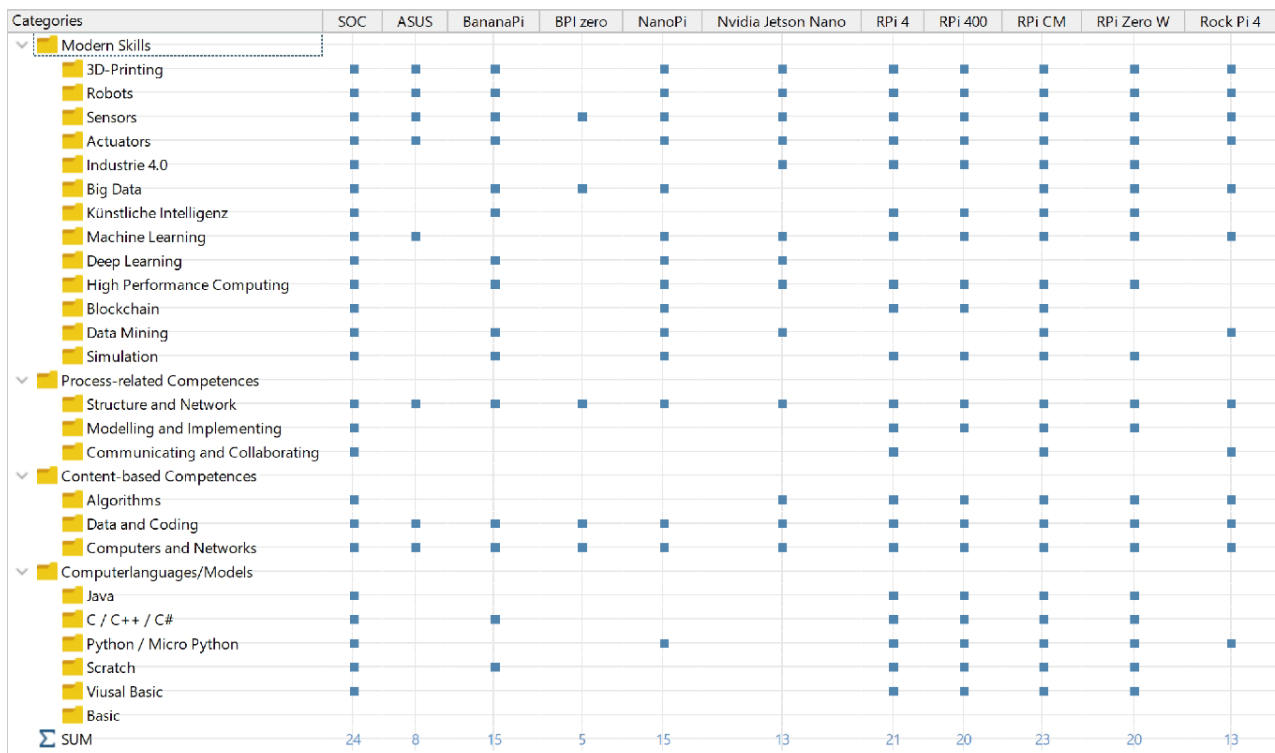 Categories SOC ASUS BananaPi BPI zero NanoPi Nvidia Jetson Nano RPi 4 RPi 400 RPi CM RPi Zero W Rock Pi 4
Modern Skills
3D-Printing
Robots
Sensors
Actuators
Industrie 4.0
Big Data
Künstliche Intelligenz
Machine Learning
Deep Learning
High Performance Computing
Blockchain
Data Mining
Simulation
Process-related Competences
Structure and Network
Modelling and Implementing
Communicating and Collaborating
Content-based Competences
Algorithms
Data and Coding
Computers and Networks
Computerlanguages/Models
Java
C / C++ / C#
Python / Micro Python
Scratch
Viusal Basic
Basic
Σ SUM 24 8 15 5 15 13 21 20 23 20 13